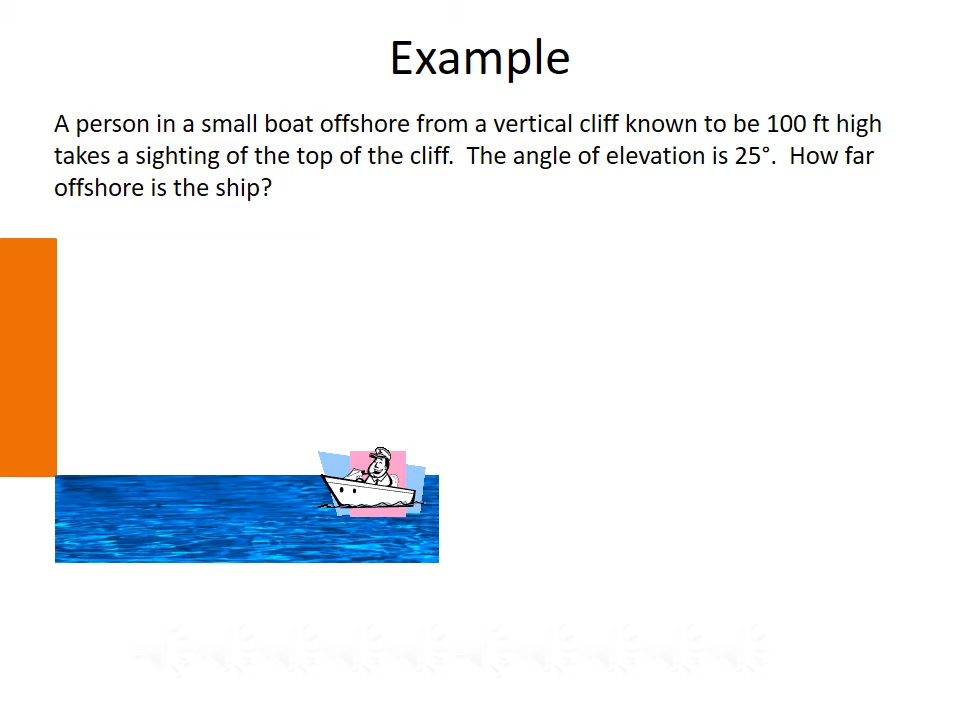 Example
A person in a small boat offshore from a vertical cliff known to be 100 ft high
takes a sighting of the top of the cliff.  The angle of elevation is 25°.  How far
offshore is the ship?